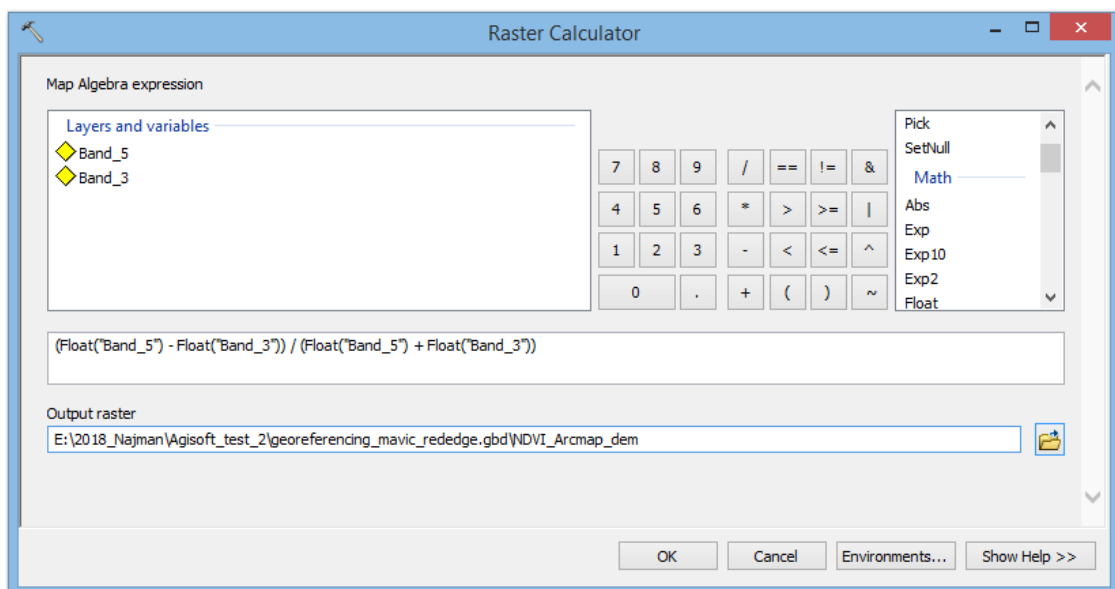 Raster Calculator
Map Algebra expression
Layers and variables
Band_5
Band_3
7 8 9 / == != &
4 5 6 * > >= |
1 2 3 - < <= ^
0 . + ( ) ~
Pick
SetNull
Math
Abs
Exp
Exp10
Exp2
Float
(Float("Band_5") - Float("Band_3")) / (Float("Band_5") + Float("Band_3"))
Output raster
E:\2018_Najman\Agisoft_test_2\georeferencing_mavic_rededge.gbd\NDVI_Arcmap_dem
OK Cancel Environments... Show Help >>